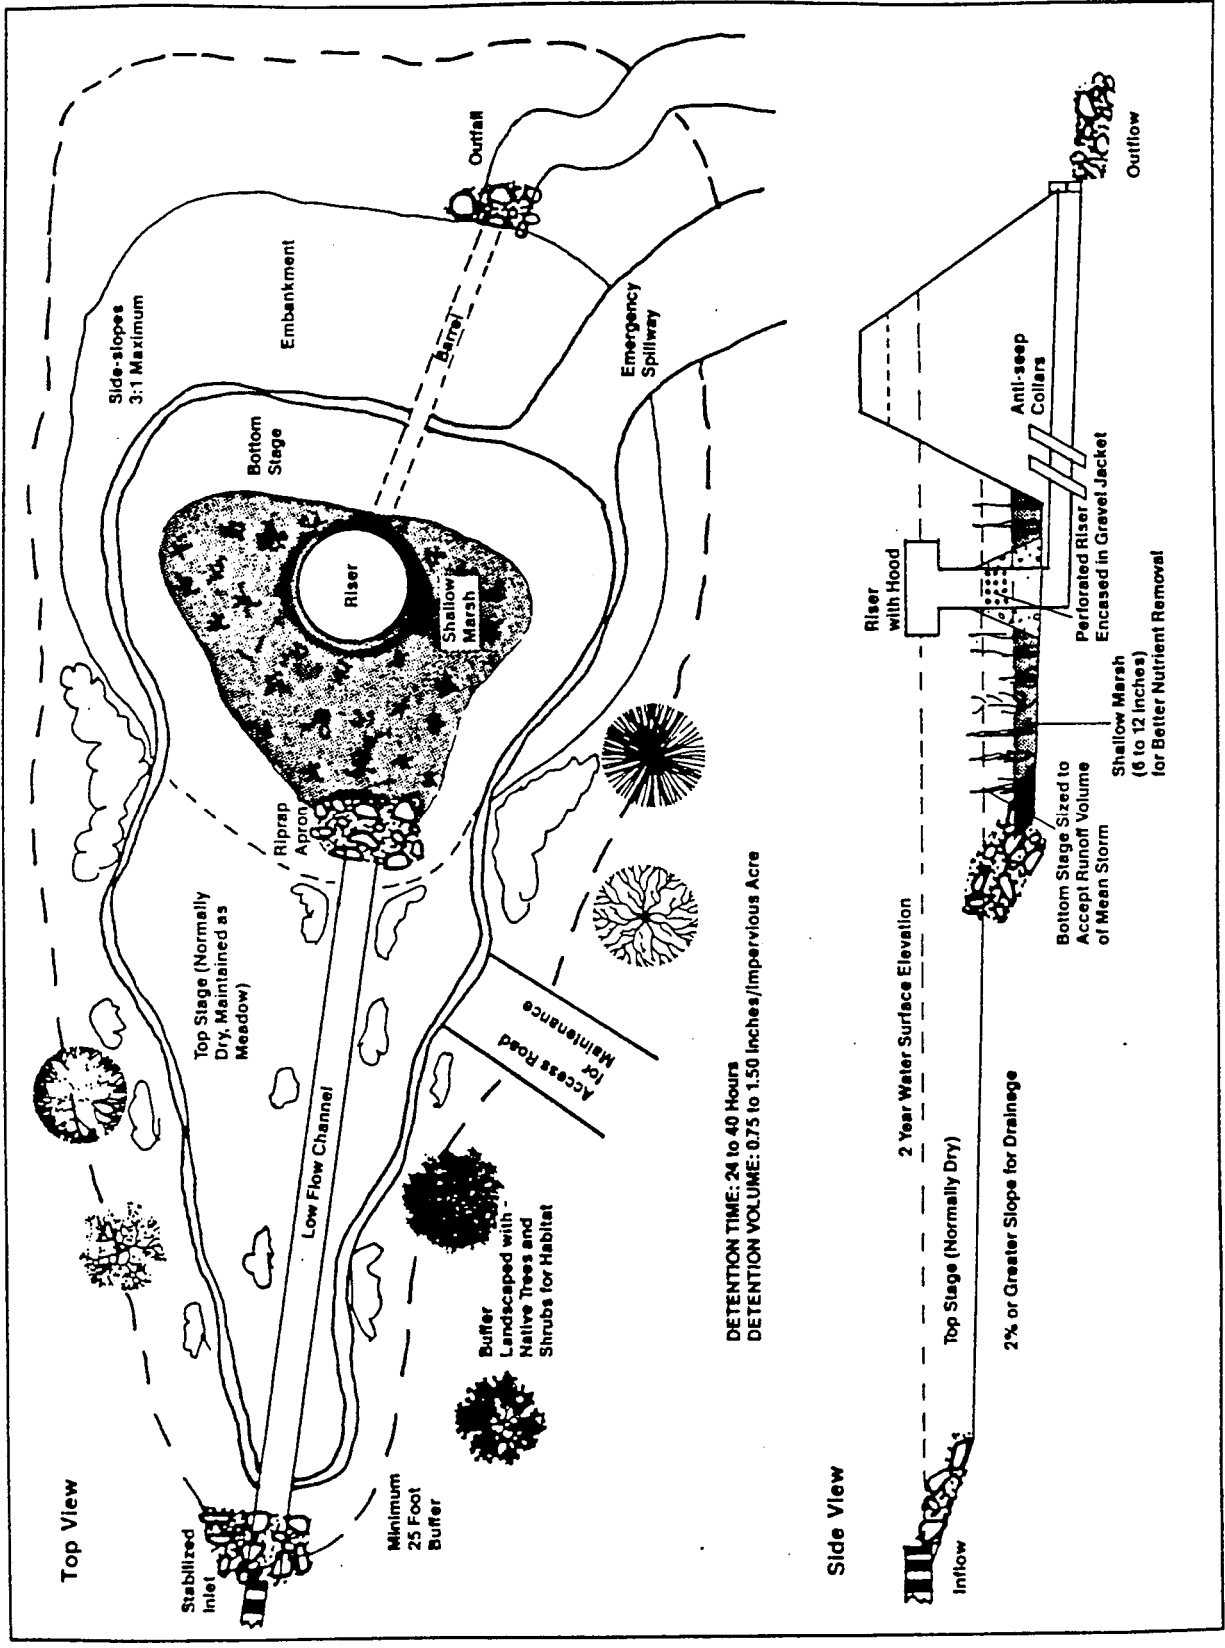 Top View
Stabilized
Inlet
Minimum
25 Foot
Buffer
Buffer
Landscaped with -
Native Trees and
Shrubs for Habitat
Low Flow Channel
Top Stage (Normally
Dry, Maintained as
Meadow)
Access Road
for
Maintenance
Riprap
Apron
Shallow
Marsh
Riser
Bottom
Stage
Side-slopes
3:1 Maximum
Embankment
Barrel
Emergency
Spillway
Outfall
DETENTION TIME: 24 to 40 Hours
DETENTION VOLUME: 0.75 to 1.50 Inches/Impervious Acre
Side View
Inflow
2 Year Water Surface Elevation
Top Stage (Normally Dry)
2% or Greater Slope for Drainage
Bottom Stage Sized to
Accept Runoff Volume
of Mean Storm
Shallow Marsh
(6 to 12 Inches)
for Better Nutrient Removal
Riser
with Hood
Perforated Riser
Encased in Gravel Jacket
Anti-seep
Collars
Outflow